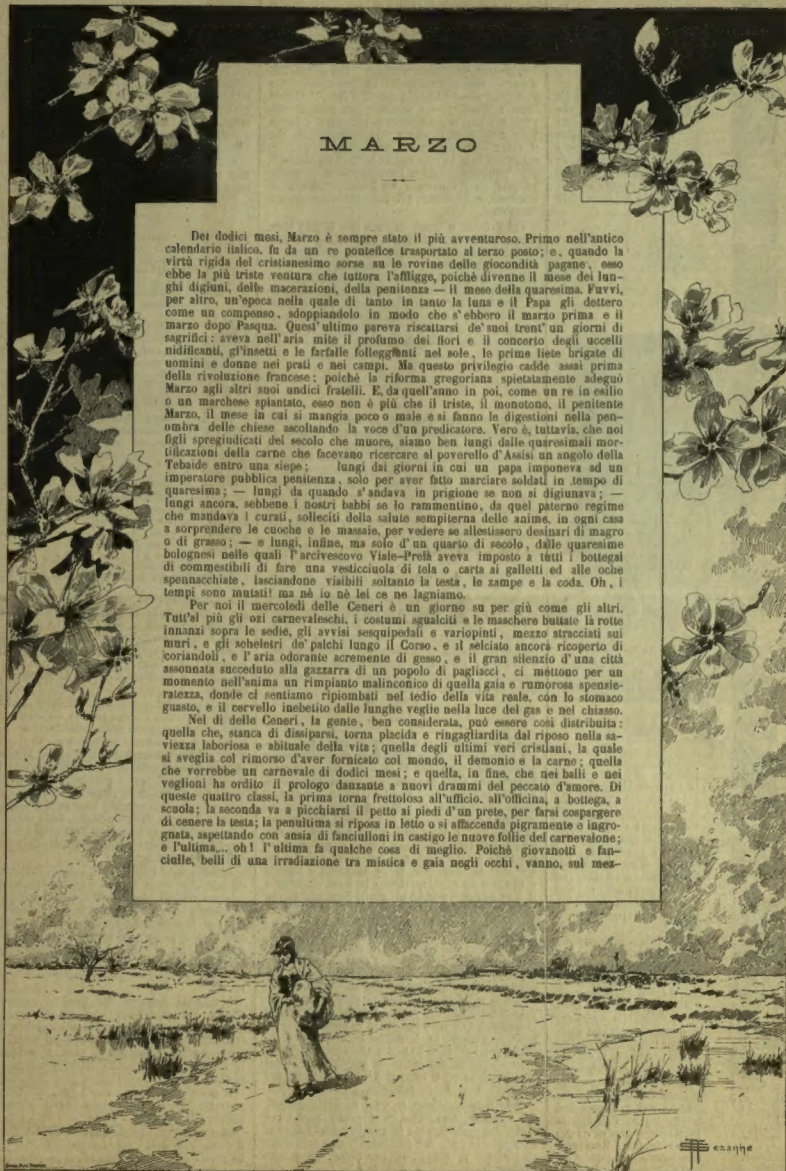 MARZO
Dei dodici mesi, Marzo è sempre stato il più avventuroso. Primo nell'antico
calendario italico, fu da un re pontefice trasportato al terzo posto; e, quando la
virtù rigida del cristianesimo sorse su le rovine delle giocondità pagane, esso
ebbe la più triste ventura che tuttora l'affligge, poichè divenne il mese dei lun-
ghi digiuni, delle macerazioni, della penitenza — il mese della quaresima. Fuvvi,
per altro, un'epoca nella quale di tanto in tanto la luna e il Papa gli dettero
come un compenso, sdoppiandolo in modo che s'ebbero il marzo prima e il
marzo dopo Pasqua. Quest'ultimo pareva riscattarsi de' suoi trent'un giorni di
sagrifici: aveva nell'aria mite il profumo dei fiori e il concerto degli uccelli
nidificanti, gl'insetti e le farfalle folleggianti nel sole, le prime liete brigate di
uomini e donne nei prati e nei campi. Ma questo privilegio cadde assai prima
della rivoluzione francese; poichè la riforma gregoriana spietatamente adeguò
Marzo agli altri suoi undici fratelli. E, da quell'anno in poi, come un re in esilio
o un marchese spiantato, esso non è più che il triste, il monotono, il penitente
Marzo, il mese in cui si mangia poco o male e si fanno le digestioni nella pen-
ombra delle chiese ascoltando la voce d'un predicatore. Vero è, tuttavia, che noi
figli spregiudicati del secolo che muore, siamo ben lungi dalle quaresimali mor-
tificazioni della carne che facevano ricercare al poverello d'Assisi un angolo della
Tebaide entro una siepe; lungi dai giorni in cui un papa imponeva ad un
imperatore pubblica penitenza, solo per aver fatto marciare soldati in tempo di
quaresima; — lungi da quando s'andava in prigione se non si digiunava; —
lungi ancora, sebbene i nostri babbi se lo rammentino, da quel paterno regime
che mandava i curati, solleciti della salute sempiterna delle anime, in ogni casa
a sorprendere le cuoche e le massaie, per vedere se allestissero desinari di magro
o di grasso; — e lungi, infine, ma solo d'un quarto di secolo, dalle quaresime
bolognesi nelle quali l'arcivescovo Viale-Prelà aveva imposto a tutti i bottegai
di commestibili di fare una vesticciuola di tela o carta ai galletti ed alle oche
spennacchiate, lasciandone visibili soltanto la testa, le zampe e la coda. Oh, i
tempi sono mutati! ma nè io nè lei ce ne lagniamo.
Per noi il mercoledì delle Ceneri è un giorno su per giù come gli altri.
Tutt'al più gli ozi carnevaleschi, i costumi sgualciti e le maschere buttate là rotte
innanzi sopra le sedie, gli avvisi sesquipedali e variopinti, mezzo stracciati sui
muri, e gli scheletri de' palchi lungo il Corso, e il selciato ancora ricoperto di
coriandoli, e l'aria odorante acremente di gesso, e il gran silenzio d'una città
assonnata succeduto alla gazzarra di un popolo di pagliacci, ci mettono per un
momento nell'anima un rimpianto malinconico di quella gaia e rumorosa spensie-
ratezza, donde ci sentiamo ripiombati nel tedio della vita reale, con lo stomaco
guasto, e il cervello inebetito dalle lunghe veglie nella luce del gas e nel chiasso.
Nel dì delle Ceneri, la gente, ben considerata, può essere così distribuita:
quella che, stanca di dissiparsi, torna placida e ringagliardita dal riposo nella sa-
viezza laboriosa e abituale della vita; quella degli ultimi veri cristiani, la quale
si sveglia col rimorso d'aver fornicato col mondo, il demonio e la carne; quella
che vorrebbe un carnevale di dodici mesi; e quella, in fine, che nei balli e nei
veglioni ha ordito il prologo danzante a nuovi drammi del peccato d'amore. Di
queste quattro classi, la prima torna frettolosa all'ufficio, all'officina, a bottega, a
scuola; la seconda va a picchiarsi il petto ai piedi d'un prete, per farsi cospargere
di cenere la testa; la penultima si riposa in letto o si affaccenda pigramente e ingro-
gnata, aspettando con ansia di fanciulloni in castigo le nuove follie del carnevalone;
e l'ultima.... oh! l'ultima fa qualche cosa di meglio. Poichè giovanotti e fan-
ciulle, belli di una irradiazione tra mistica e gaia negli occhi, vanno, sul mez-
Sezanne